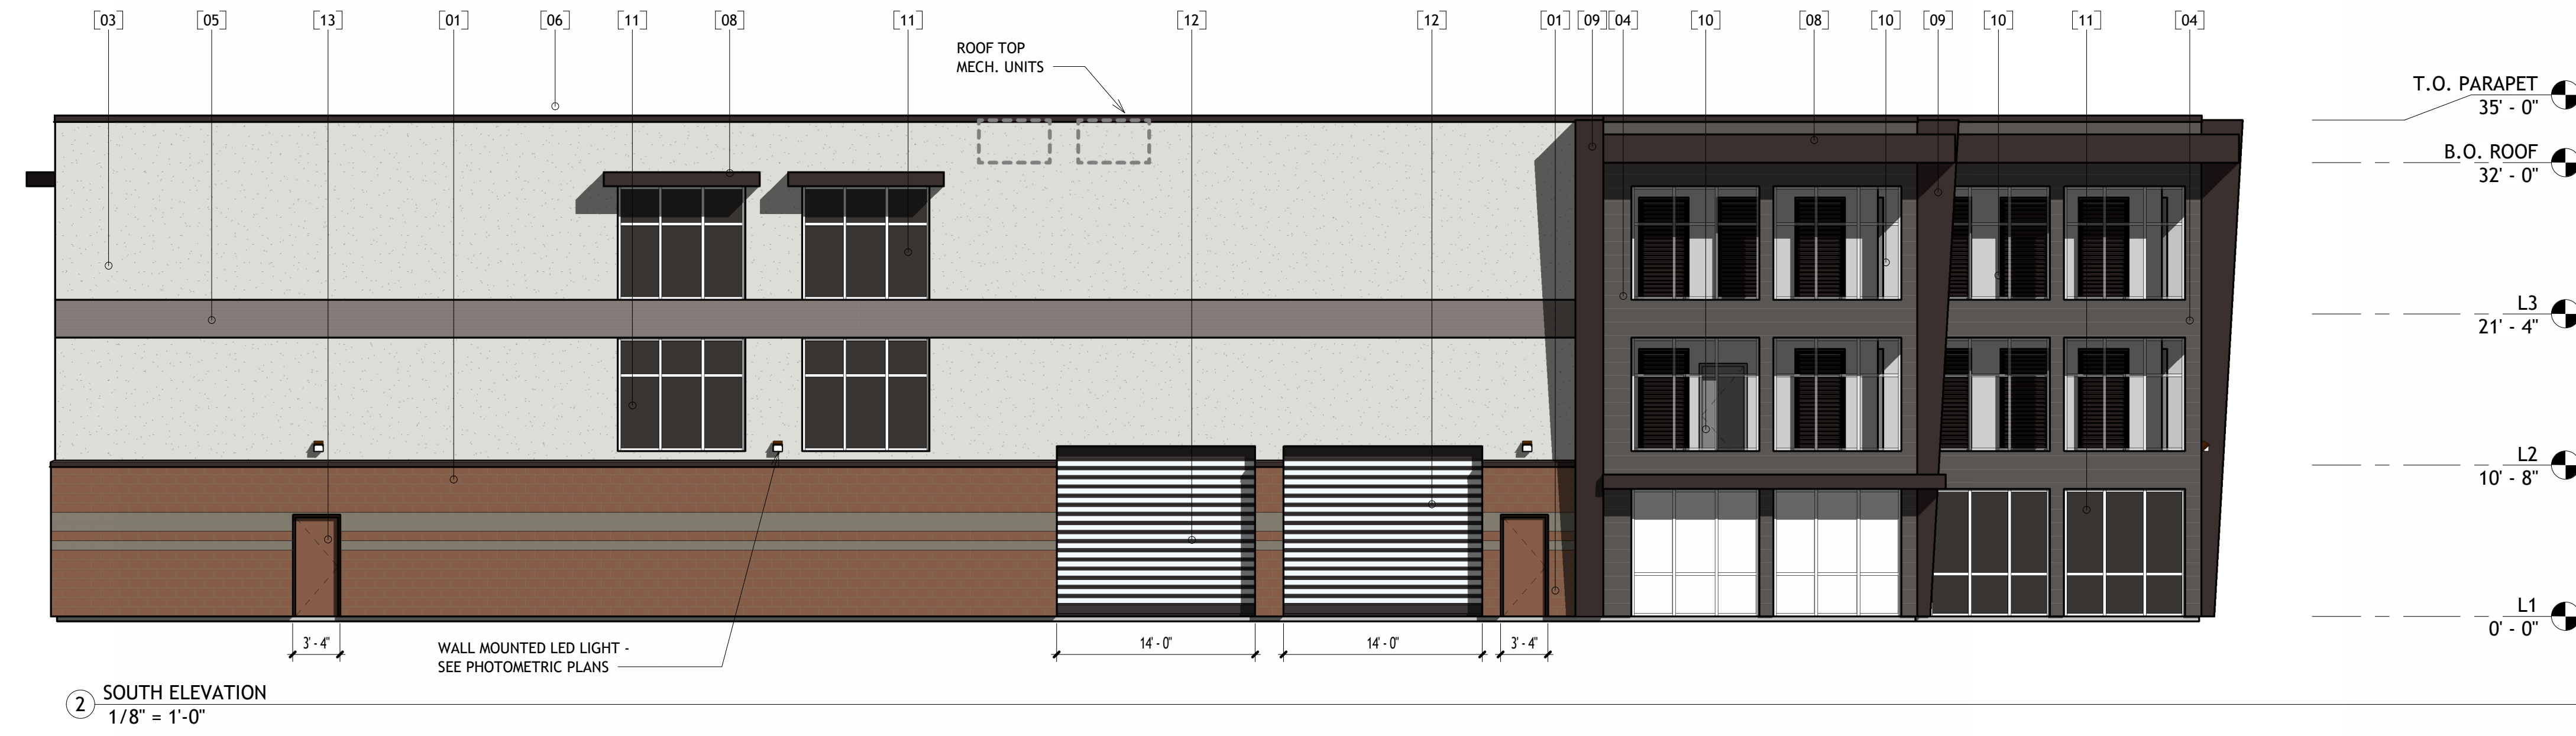 [03] [05] [13] [01] [06] [11] [08] [11] [12] [12] [01] [09] [04] [10] [08] [10] [09] [10] [11] [04]
ROOF TOP
MECH. UNITS
T.O. PARAPET
35' - 0"
B.O. ROOF
32' - 0"
L3
21' - 4"
L2
10' - 8"
L1
0' - 0"
3' - 4"
14' - 0"
14' - 0"
3' - 4"
WALL MOUNTED LED LIGHT -
SEE PHOTOMETRIC PLANS
2
SOUTH ELEVATION
1/8" = 1'-0"